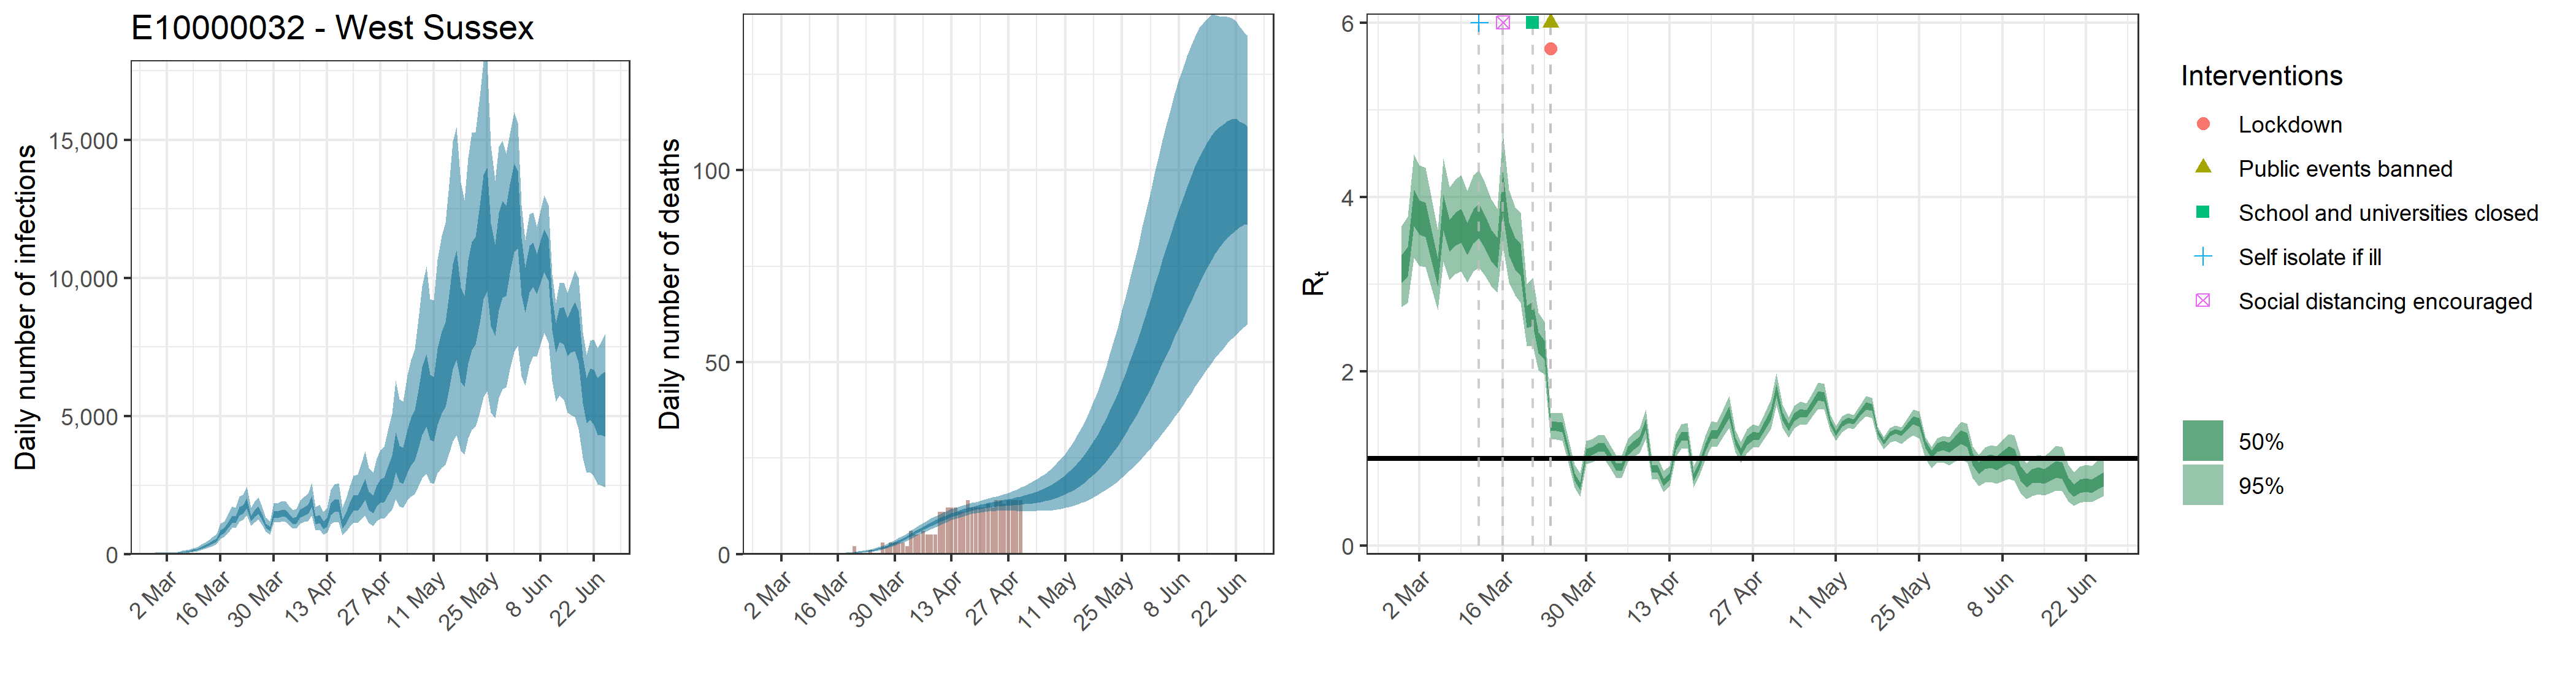 E10000032 - West Sussex
Daily number of infections
15,000
10,000
5,000
0
2 Mar
16 Mar
30 Mar
13 Apr
27 Apr
11 May
25 May
8 Jun
22 Jun
Daily number of deaths
100
50
0
2 Mar
16 Mar
30 Mar
13 Apr
27 Apr
11 May
25 May
8 Jun
22 Jun
Rt
6
4
2
0
2 Mar
16 Mar
30 Mar
13 Apr
27 Apr
11 May
25 May
8 Jun
22 Jun
Interventions
Lockdown
Public events banned
School and universities closed
Self isolate if ill
Social distancing encouraged
50%
95%